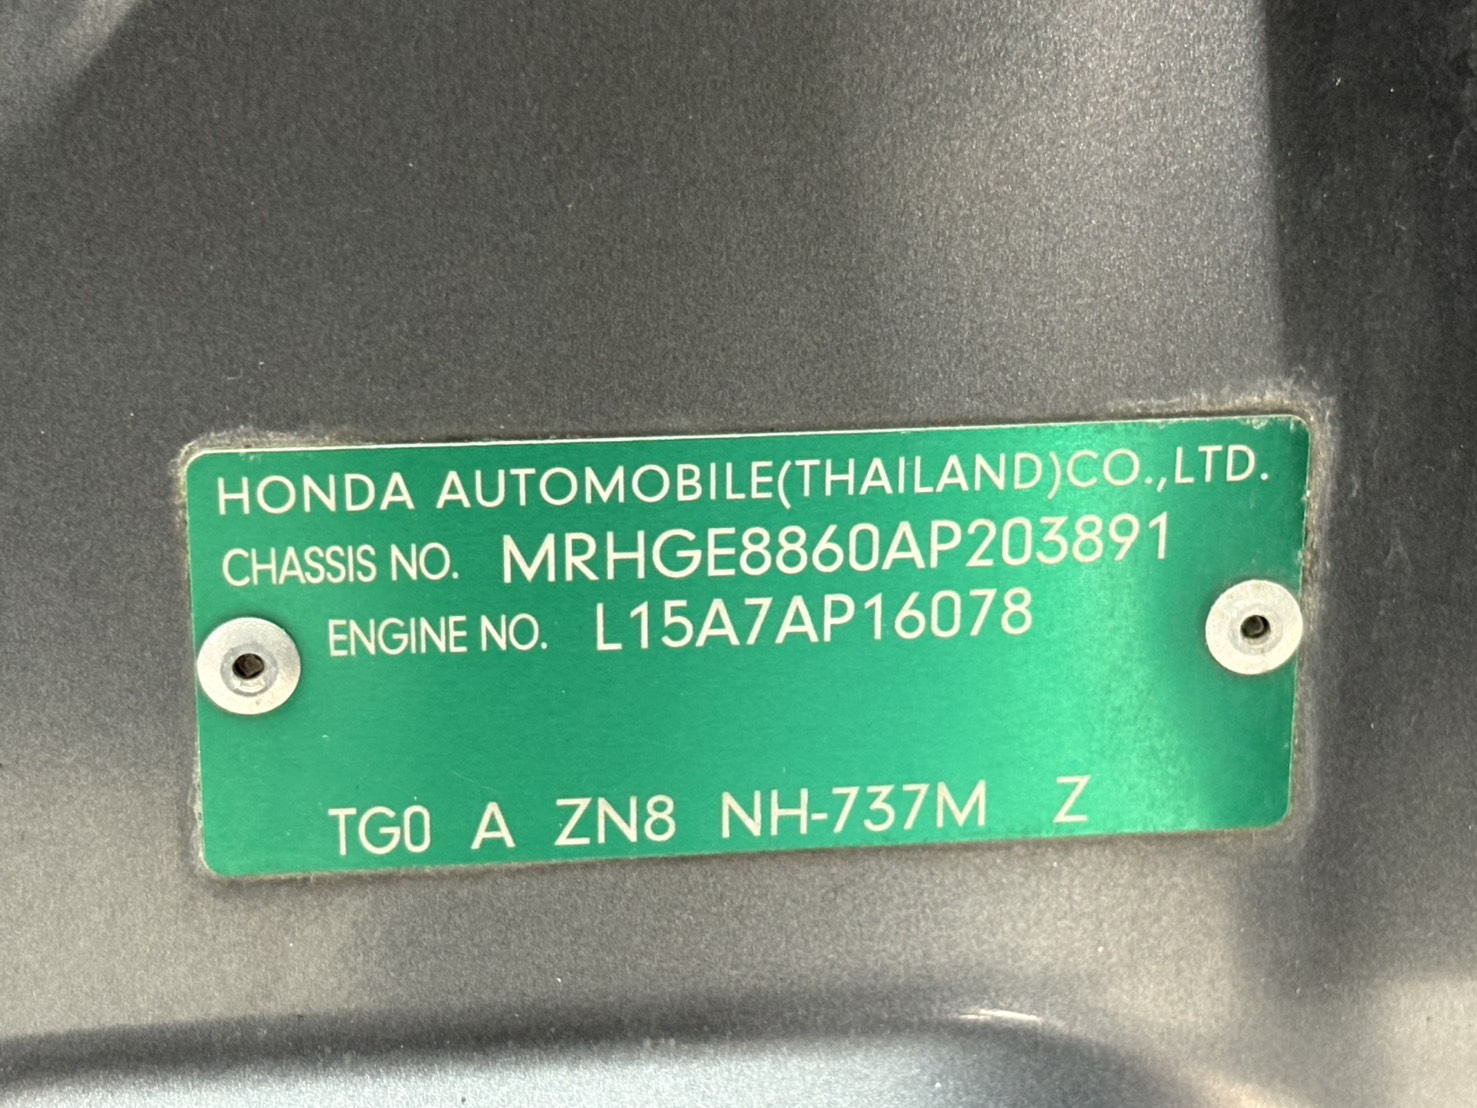 HONDA AUTOMOBILE(THAILAND)CO.,LTD.
CHASSIS NO. MRHGE8860AP203891
ENGINE NO. L15A7AP16078
TG0 A ZN8 NH-737M Z